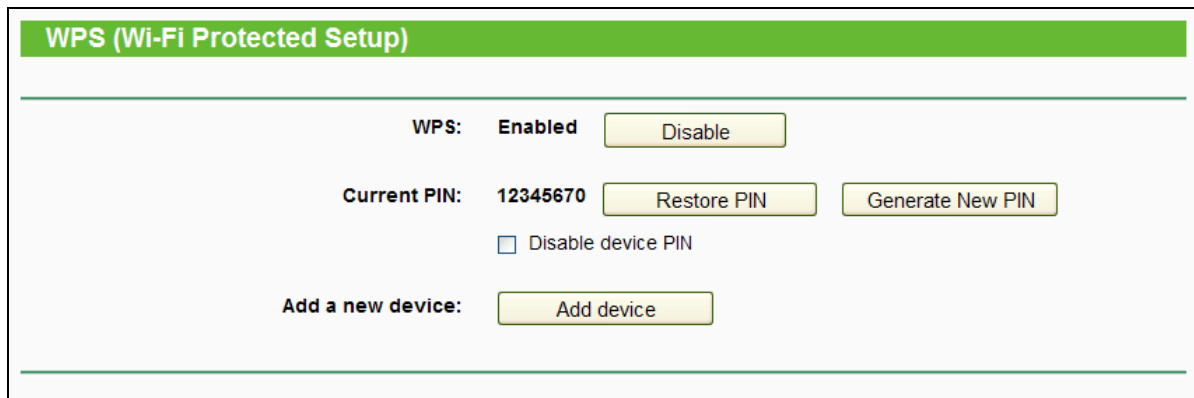 WPS (Wi-Fi Protected Setup)
WPS: Enabled Disable
Current PIN: 12345670 Restore PIN Generate New PIN
Disable device PIN
Add a new device: Add device